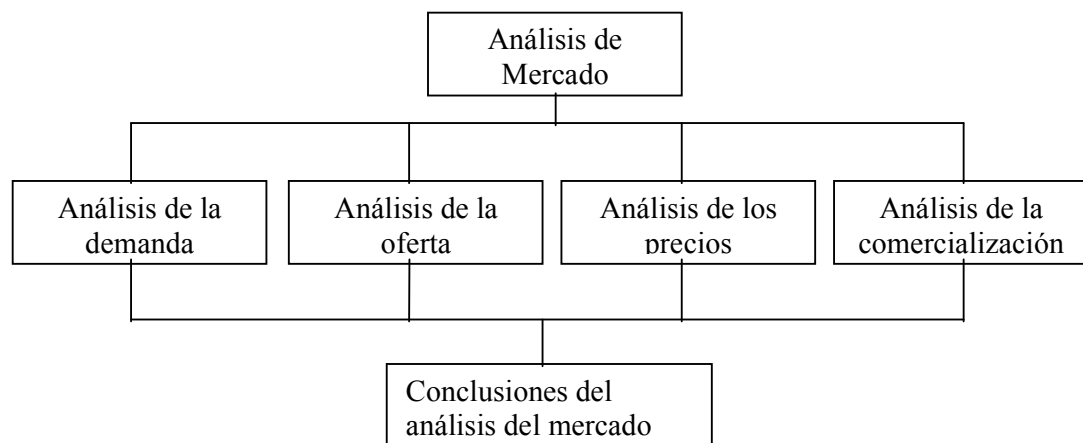 Análisis de
Mercado
Análisis de la
demanda
Análisis de la
oferta
Análisis de los
precios
Análisis de la
comercialización
Conclusiones del
análisis del mercado